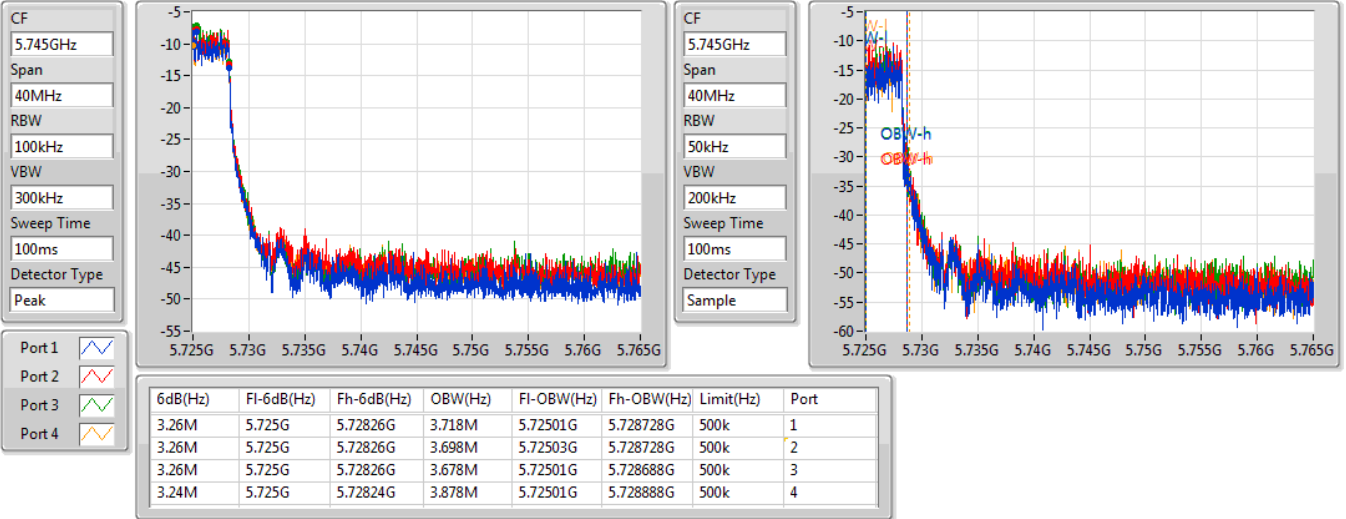 CF
5.745GHz
Span
40MHz
RBW
100kHz
VBW
300kHz
Sweep Time
100ms
Detector Type
Peak
-5
-10
-15
-20
-25
-30
-35
-40
-45
-50
-55
5.725G 5.73G 5.735G 5.74G 5.745G 5.75G 5.755G 5.76G 5.765G
CF
5.745GHz
Span
40MHz
RBW
50kHz
VBW
200kHz
Sweep Time
100ms
Detector Type
Sample
-5
-10
-15
-20
-25
-30
-35
-40
-45
-50
-55
-60
W-l
W-l
OBW-h
OBW-h
5.725G 5.73G 5.735G 5.74G 5.745G 5.75G 5.755G 5.76G 5.765G
Port 1
Port 2
Port 3
Port 4
6dB(Hz) Fl-6dB(Hz) Fh-6dB(Hz) OBW(Hz) Fl-OBW(Hz) Fh-OBW(Hz) Limit(Hz) Port
3.26M 5.725G 5.72826G 3.718M 5.72501G 5.728728G 500k 1
3.26M 5.725G 5.72826G 3.698M 5.72503G 5.728728G 500k 2
3.26M 5.725G 5.72826G 3.678M 5.72501G 5.728688G 500k 3
3.24M 5.725G 5.72824G 3.878M 5.72501G 5.728888G 500k 4